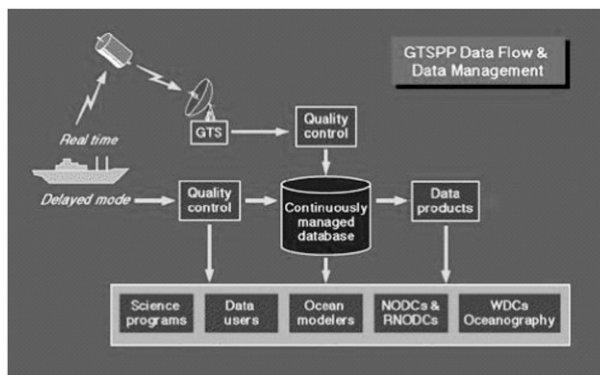 GTSPP Data Flow &
Data Management
Real time
GTS
Quality
control
Delayed mode
Quality
control
Continuously
managed
database
Data
products
Science
programs
Data
users
Ocean
modelers
NODCs &
RNODCs
WDCs
Oceanography